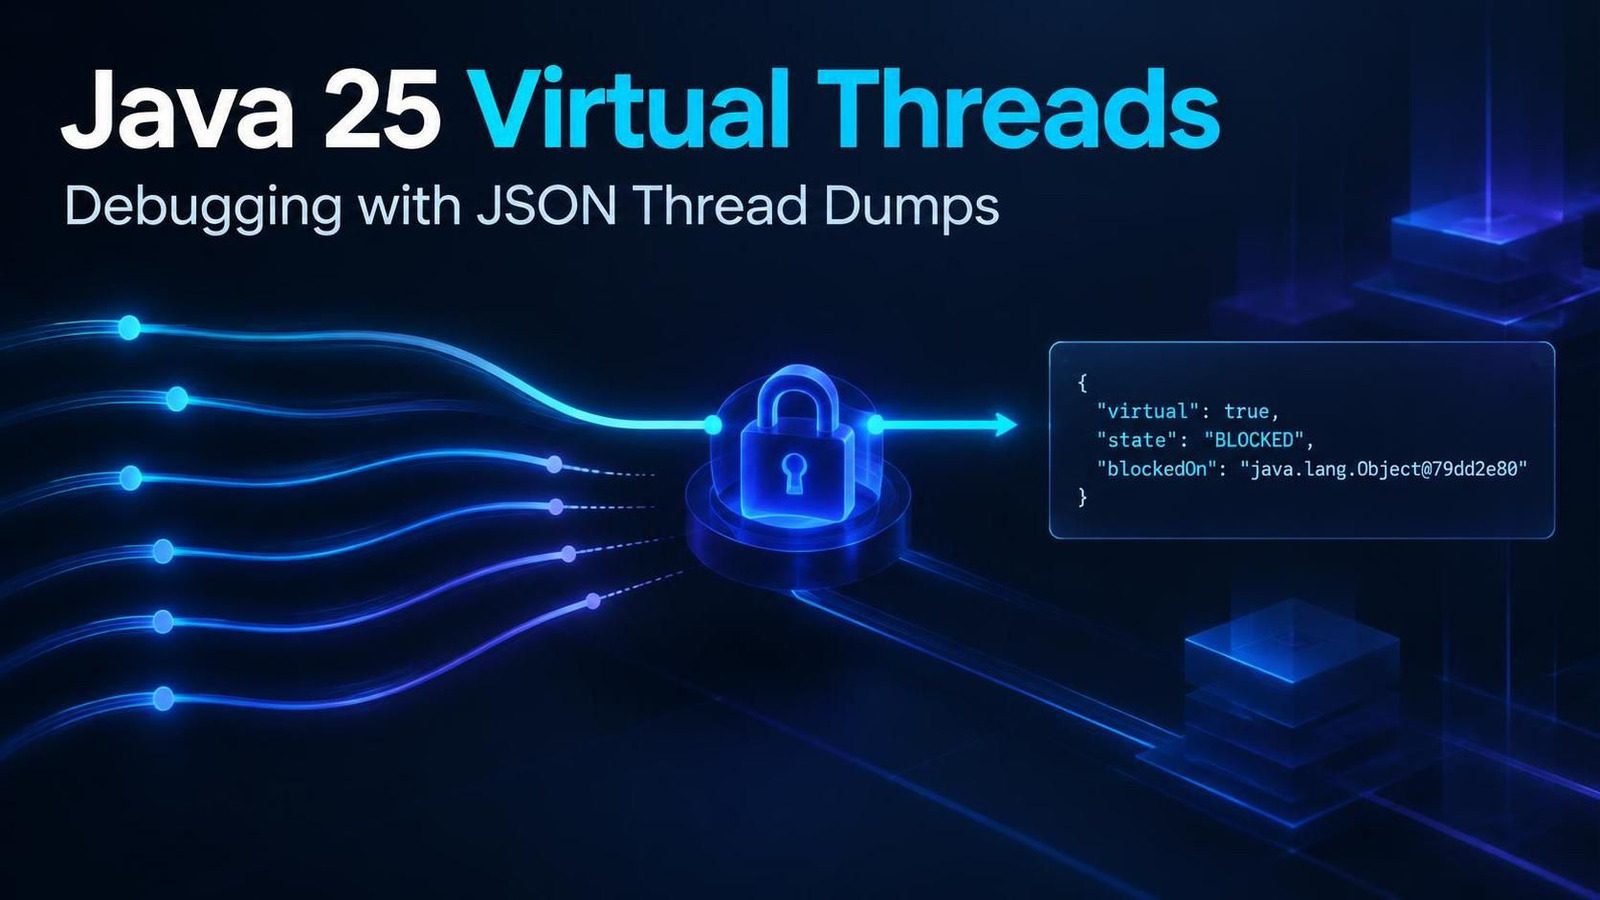 Java 25 Virtual Threads
Debugging with JSON Thread Dumps
{
"virtual": true,
"state": "BLOCKED",
"blockedOn": "java.lang.Object@79dd2e80"
}